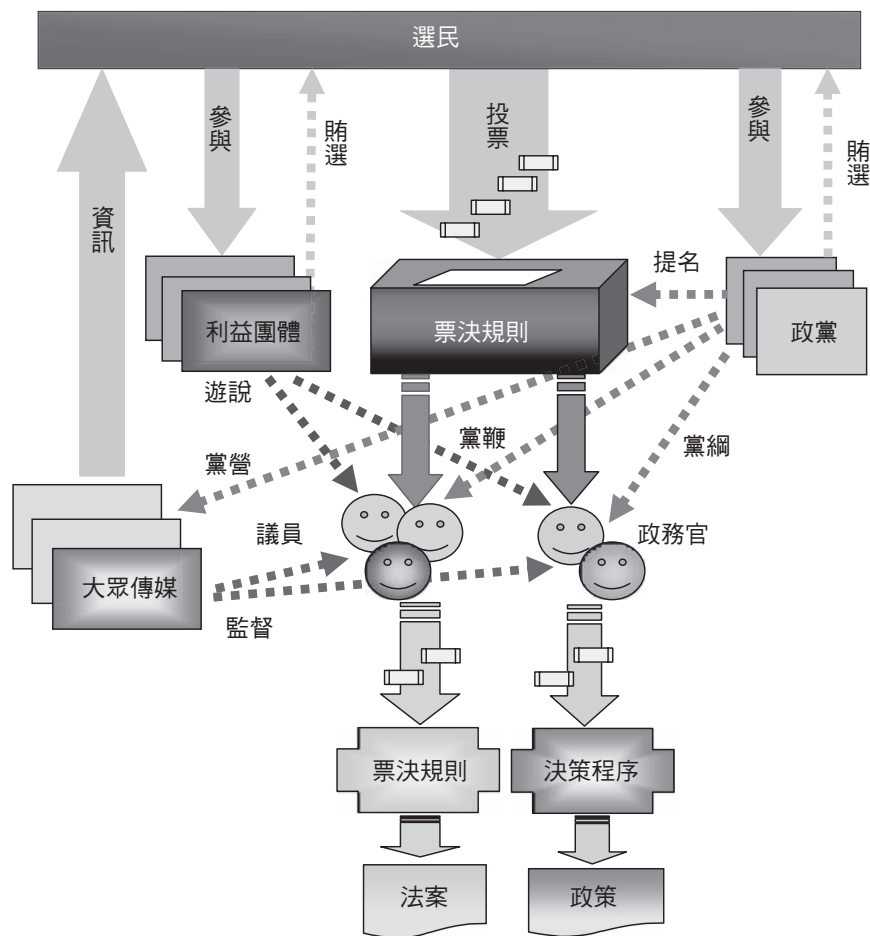 選民
參與
賄選
投票
參與
賄選
資訊
提名
利益團體
票決規則
政黨
遊說
黨營
黨鞭
黨綱
議員
政務官
大眾傳媒
監督
票決規則
決策程序
法案
政策